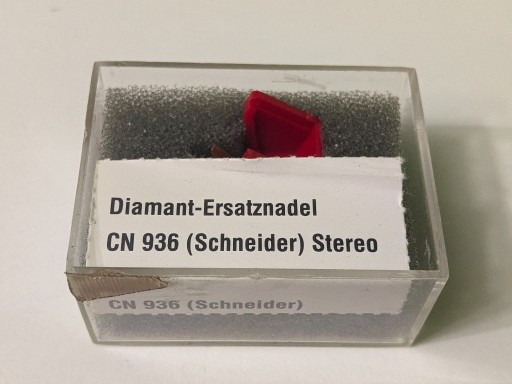 Diamant-Ersatznadel
CN 936 (Schneider) Stereo
CN 936 (Schneider)